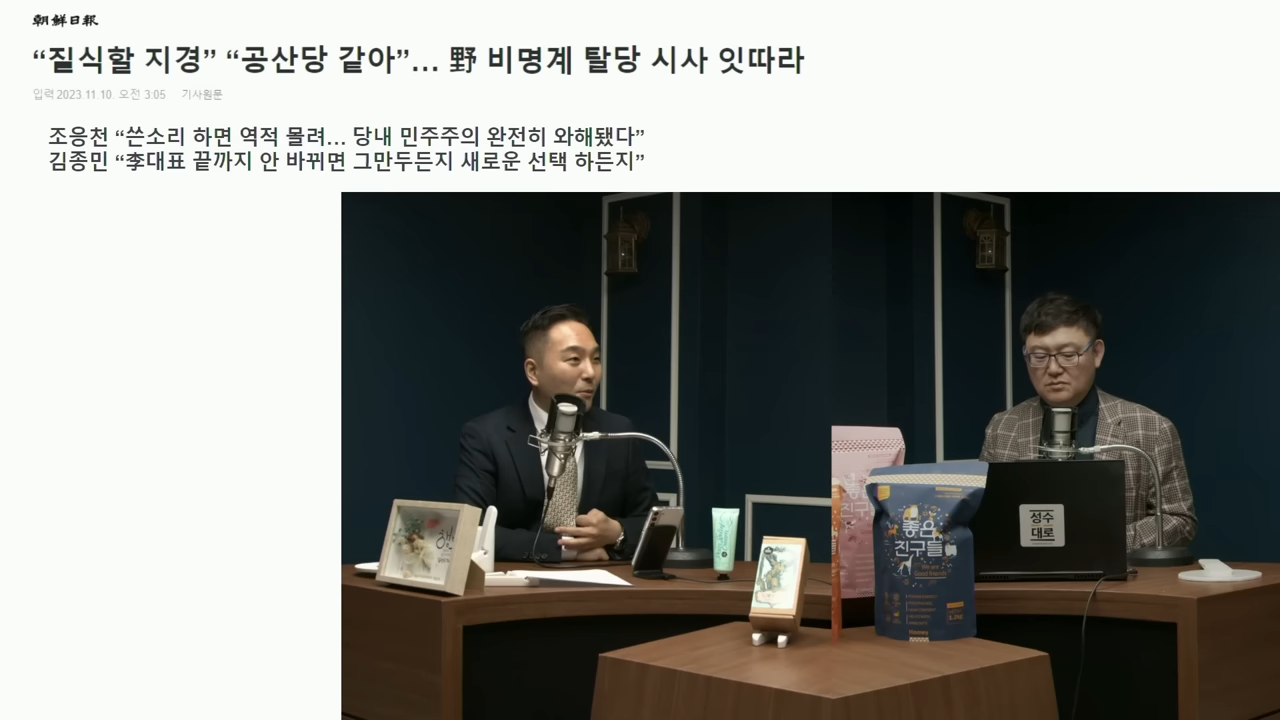 朝鮮日報
“질식할 지경” “공산당 같아”... 野 비명계 탈당 시사 잇따라
입력 2023.11.10. 오전 3:05 기사원문
조응천 “쓴소리 하면 역적 몰려... 당내 민주주의 완전히 와해됐다”
김종민 “李대표 끝까지 안 바뀌면 그만두든지 새로운 선택 하든지”
좋은
친구들
We are
Good friends
성수
대로